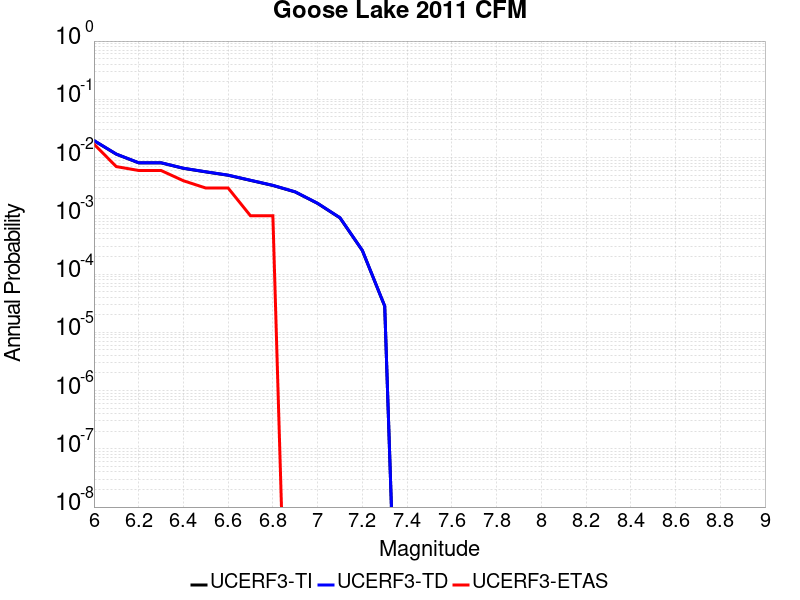 Goose Lake 2011 CFM
10^0
10^-1
10^-2
10^-3
10^-4
10^-5
10^-6
10^-7
10^-8
Annual Probability
6 6.2 6.4 6.6 6.8 7 7.2 7.4 7.6 7.8 8 8.2 8.4 8.6 8.8 9
Magnitude
UCERF3-TI UCERF3-TD UCERF3-ETAS